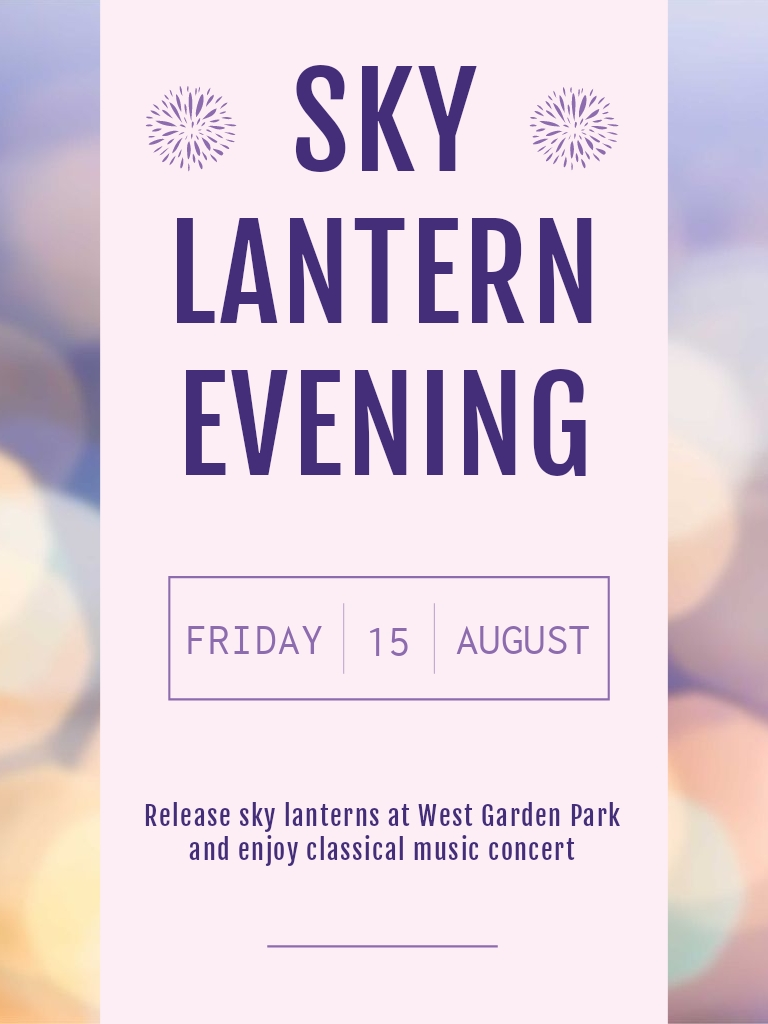 SKY
LANTERN
EVENING
FRIDAY 15 AUGUST
Release sky lanterns at West Garden Park
and enjoy classical music concert